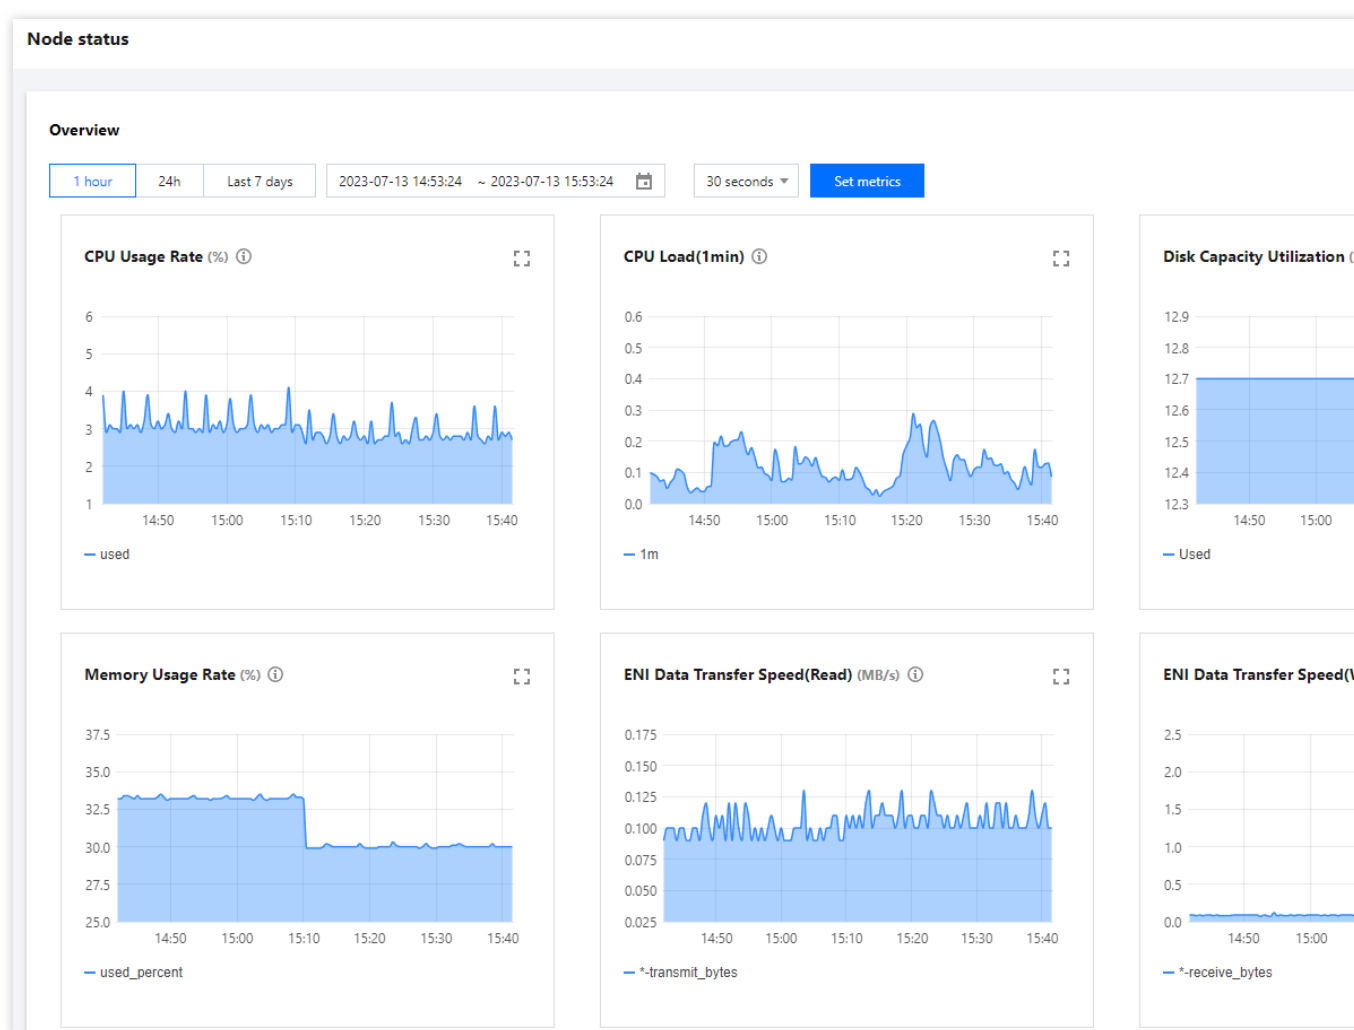 Node status
Overview
1 hour 24h Last 7 days 2023-07-13 14:53:24 ~ 2023-07-13 15:53:24 30 seconds Set metrics
CPU Usage Rate (%)
6
5
4
3
2
1
14:50 15:00 15:10 15:20 15:30 15:40
used
CPU Load(1min)
0.6
0.5
0.4
0.3
0.2
0.1
0.0
14:50 15:00 15:10 15:20 15:30 15:40
1m
Disk Capacity Utilization (
12.9
12.8
12.7
12.6
12.5
12.4
12.3
14:50 15:00
Used
Memory Usage Rate (%)
37.5
35.0
32.5
30.0
27.5
25.0
14:50 15:00 15:10 15:20 15:30 15:40
used_percent
ENI Data Transfer Speed(Read) (MB/s)
0.175
0.150
0.125
0.100
0.075
0.050
0.025
14:50 15:00 15:10 15:20 15:30 15:40
*-transmit_bytes
ENI Data Transfer Speed(
2.5
2.0
1.5
1.0
0.5
0.0
14:50 15:00
*-receive_bytes